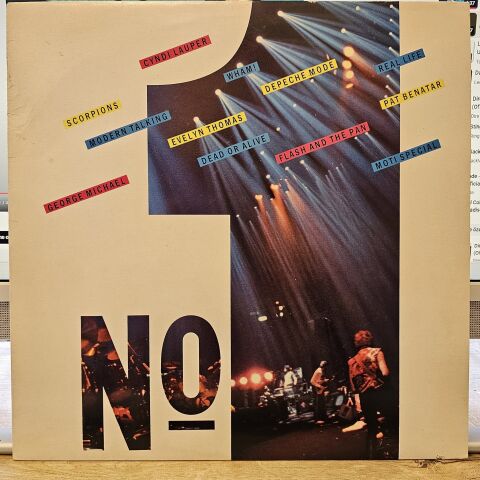 CYNDI LAUPER
WHAM!
DEPECHE MODE
REAL LIFE
SCORPIONS
MODERN TALKING
EVELYN THOMAS
DEAD OR ALIVE
FLASH AND THE PAN
PAT BENATAR
MOTI SPECIAL
GEORGE MICHAEL
1
No